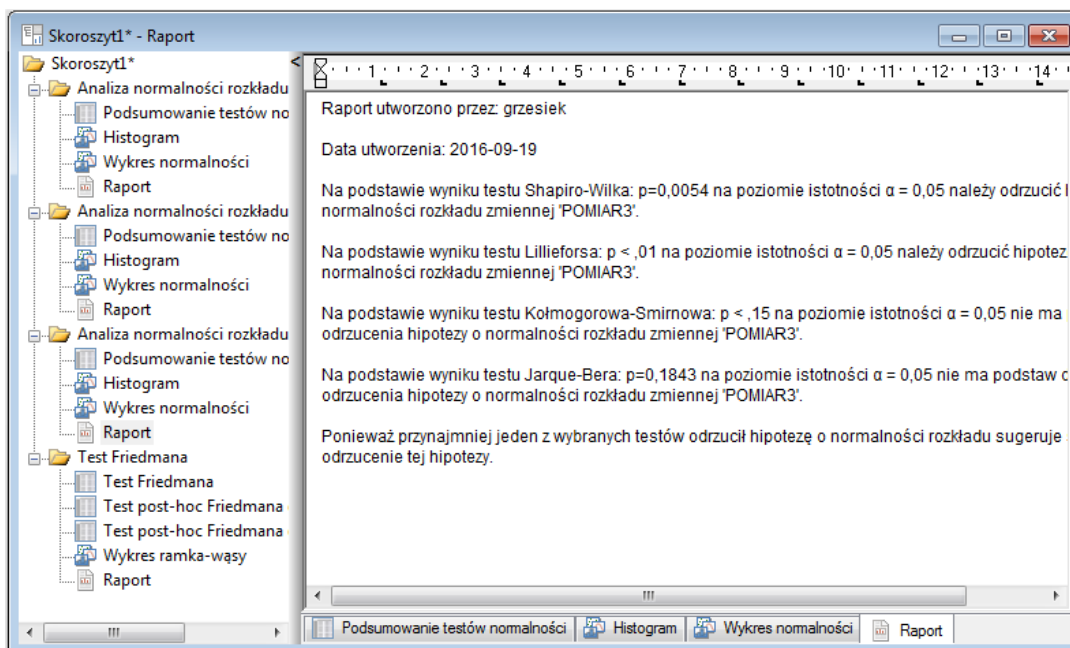 Skoroszyt1* - Raport
Skoroszyt1*
Analiza normalności rozkładu
Podsumowanie testów no
Histogram
Wykres normalności
Raport
Analiza normalności rozkładu
Podsumowanie testów no
Histogram
Wykres normalności
Raport
Analiza normalności rozkładu
Podsumowanie testów no
Histogram
Wykres normalności
Raport
Test Friedmana
Test Friedmana
Test post-hoc Friedmana
Test post-hoc Friedmana
Wykres ramka-wąsy
Raport
1 2 3 4 5 6 7 8 9 10 11 12 13 14
Raport utworzono przez: grzesiek
Data utworzenia: 2016-09-19
Na podstawie wyniku testu Shapiro-Wilka: p=0,0054 na poziomie istotności α = 0,05 należy odrzucić
normalności rozkładu zmiennej 'POMIAR3'.
Na podstawie wyniku testu Lillieforsa: p < ,01 na poziomie istotności α = 0,05 należy odrzucić hipotez
normalności rozkładu zmiennej 'POMIAR3'.
Na podstawie wyniku testu Kołmogorowa-Smirnowa: p < ,15 na poziomie istotności α = 0,05 nie ma
odrzucenia hipotezy o normalności rozkładu zmiennej 'POMIAR3'.
Na podstawie wyniku testu Jarque-Bera: p=0,1843 na poziomie istotności α = 0,05 nie ma podstaw
odrzucenia hipotezy o normalności rozkładu zmiennej 'POMIAR3'.
Ponieważ przynajmniej jeden z wybranych testów odrzucił hipotezę o normalności rozkładu sugeruje
odrzucenie tej hipotezy.
Podsumowanie testów normalności Histogram Wykres normalności Raport